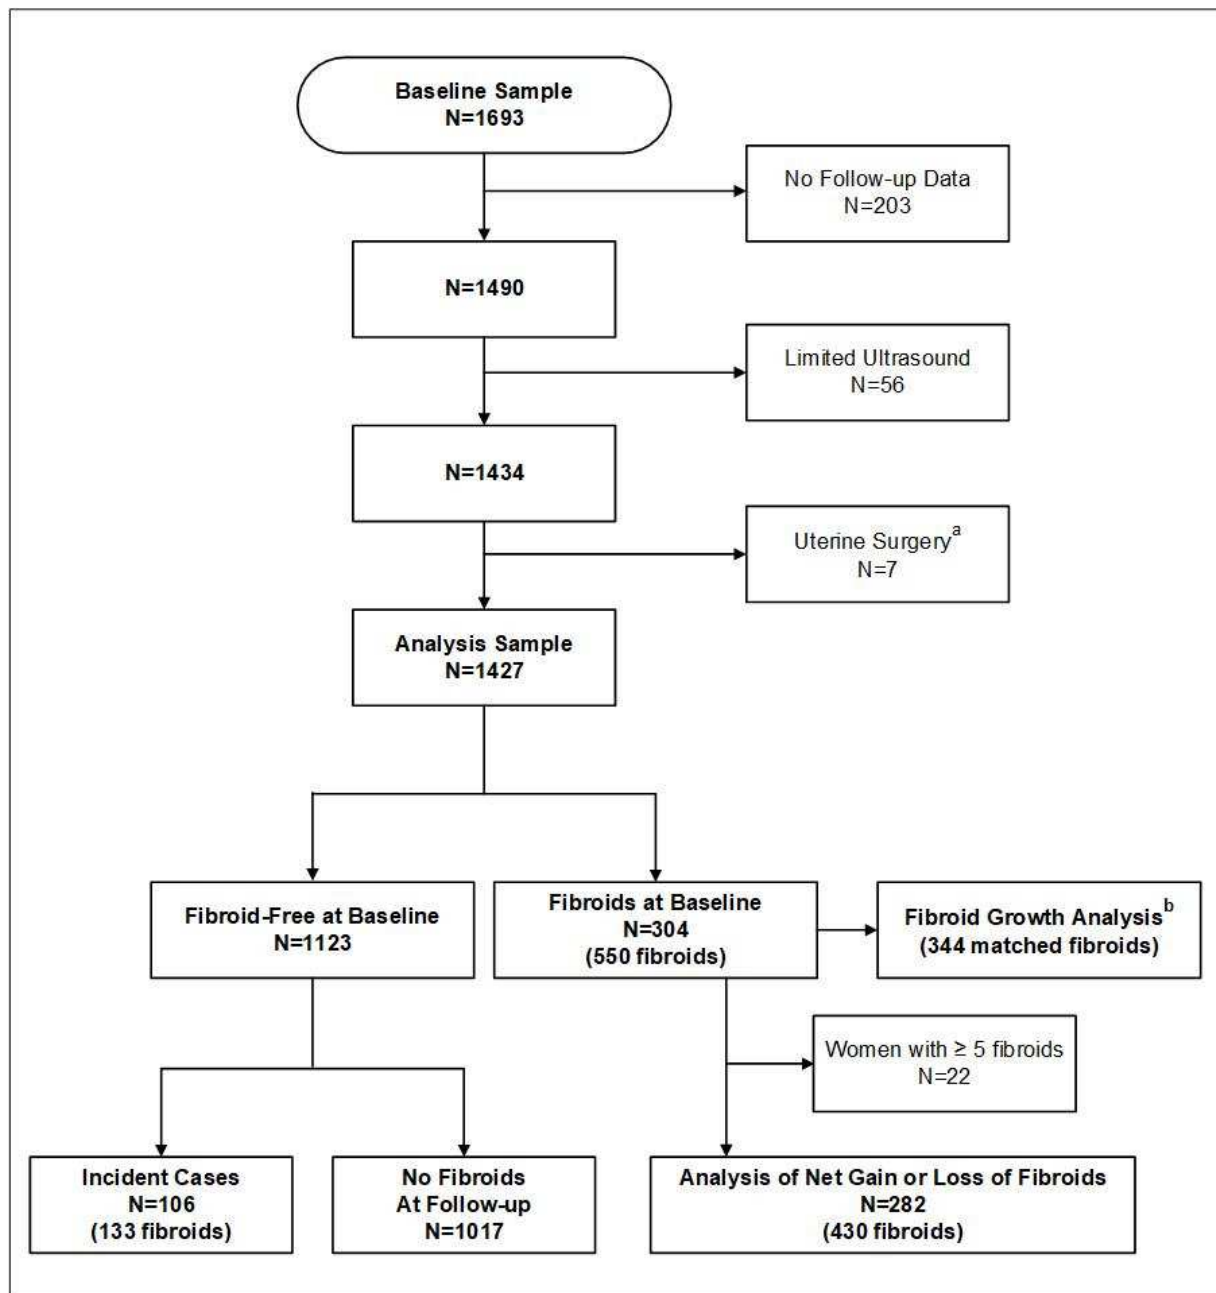 Baseline Sample
N=1693
No Follow-up Data
N=203
N=1490
Limited Ultrasound
N=56
N=1434
Uterine Surgeryᵃ
N=7
Analysis Sample
N=1427
Fibroid-Free at Baseline
N=1123
Fibroids at Baseline
N=304
(550 fibroids)
Fibroid Growth Analysisᵇ
(344 matched fibroids)
Women with ≥ 5 fibroids
N=22
Incident Cases
N=106
(133 fibroids)
No Fibroids
At Follow-up
N=1017
Analysis of Net Gain or Loss of Fibroids
N=282
(430 fibroids)